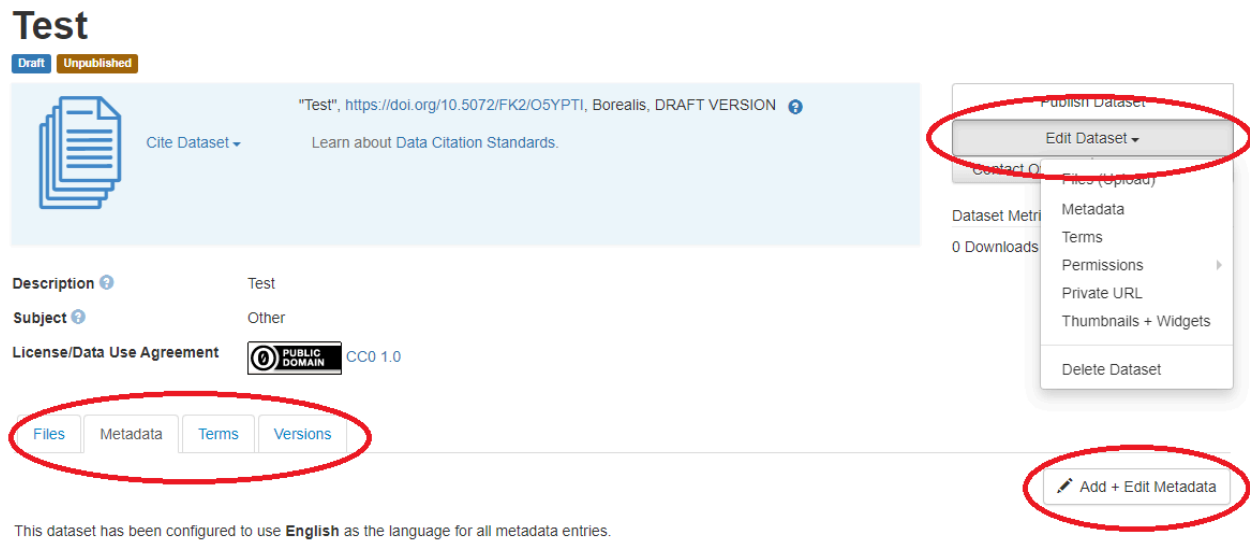 Test
Draft Unpublished
"Test", https://doi.org/10.5072/FK2/O5YPTI, Borealis, DRAFT VERSION ?
Cite Dataset
Learn about Data Citation Standards.
Publish Dataset
Edit Dataset
Contact O
Files (Upload)
Metadata
Terms
Permissions
Private URL
Thumbnails + Widgets
Delete Dataset
Dataset Metri
0 Downloads
Description ? Test
Subject ? Other
License/Data Use Agreement PUBLIC DOMAIN CC0 1.0
Files Metadata Terms Versions
Add + Edit Metadata
This dataset has been configured to use English as the language for all metadata entries.